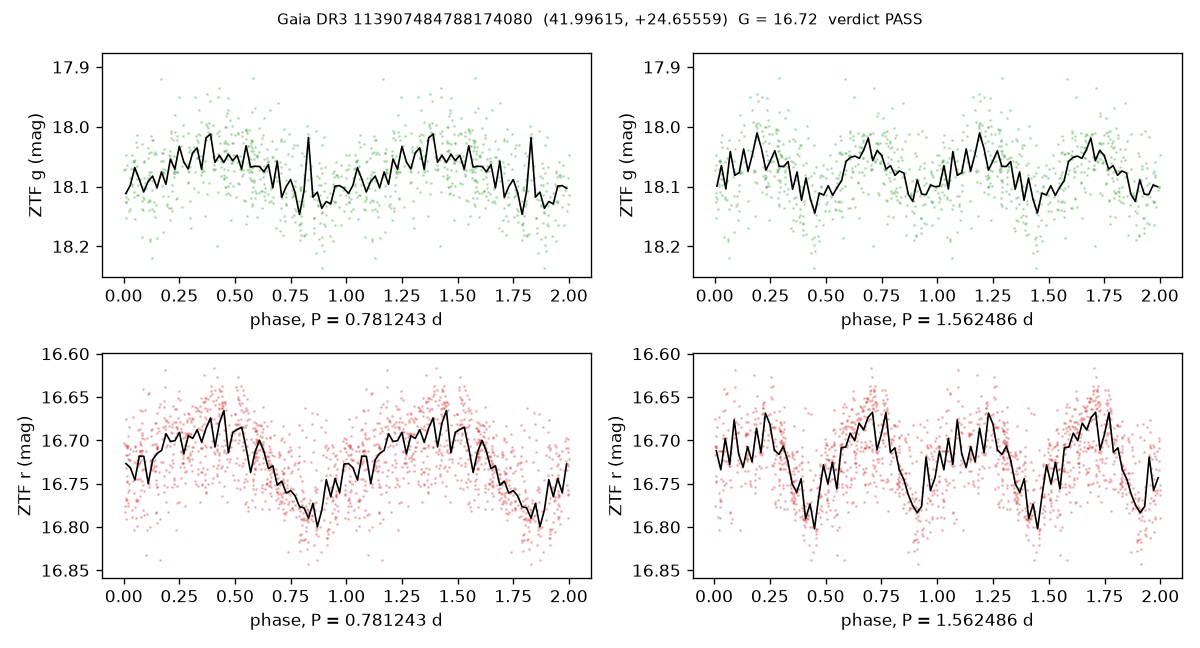 Gaia DR3 113907484788174080  (41.99615, +24.65559)  G = 16.72  verdict PASS
17.9
18.0
18.1
18.2
ZTF g (mag)
0.00 0.25 0.50 0.75 1.00 1.25 1.50 1.75 2.00
phase, P = 0.781243 d
17.9
18.0
18.1
18.2
ZTF g (mag)
0.00 0.25 0.50 0.75 1.00 1.25 1.50 1.75 2.00
phase, P = 1.562486 d
16.60
16.65
16.70
16.75
16.80
16.85
ZTF r (mag)
0.00 0.25 0.50 0.75 1.00 1.25 1.50 1.75 2.00
phase, P = 0.781243 d
16.60
16.65
16.70
16.75
16.80
16.85
ZTF r (mag)
0.00 0.25 0.50 0.75 1.00 1.25 1.50 1.75 2.00
phase, P = 1.562486 d